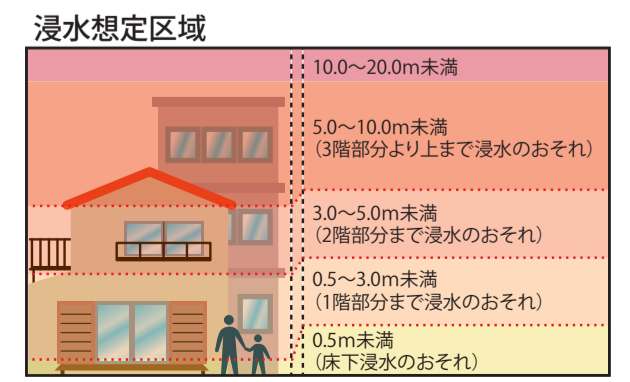 浸水想定区域
10.0～20.0m未満
5.0～10.0m未満
（3階部分より上まで浸水のおそれ）
3.0～5.0m未満
（2階部分まで浸水のおそれ）
0.5～3.0m未満
（1階部分まで浸水のおそれ）
0.5m未満
（床下浸水のおそれ）